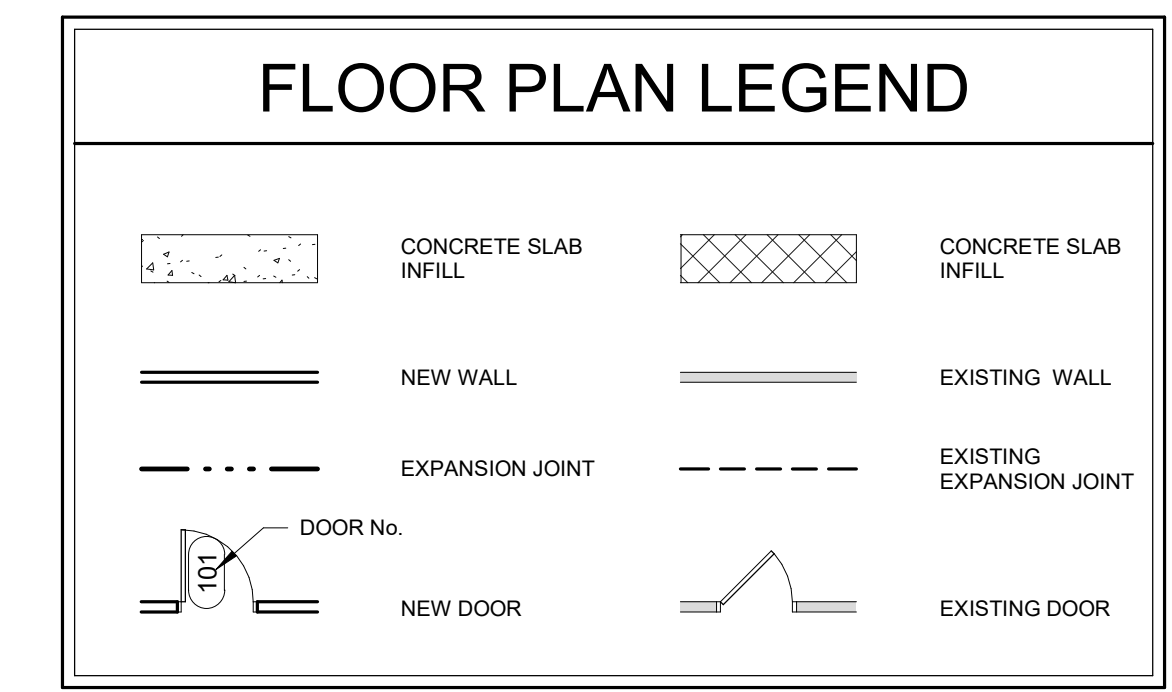 FLOOR PLAN LEGEND
CONCRETE SLAB
INFILL
CONCRETE SLAB
INFILL
NEW WALL
EXISTING WALL
EXPANSION JOINT
EXISTING
EXPANSION JOINT
DOOR No.
101
NEW DOOR
EXISTING DOOR